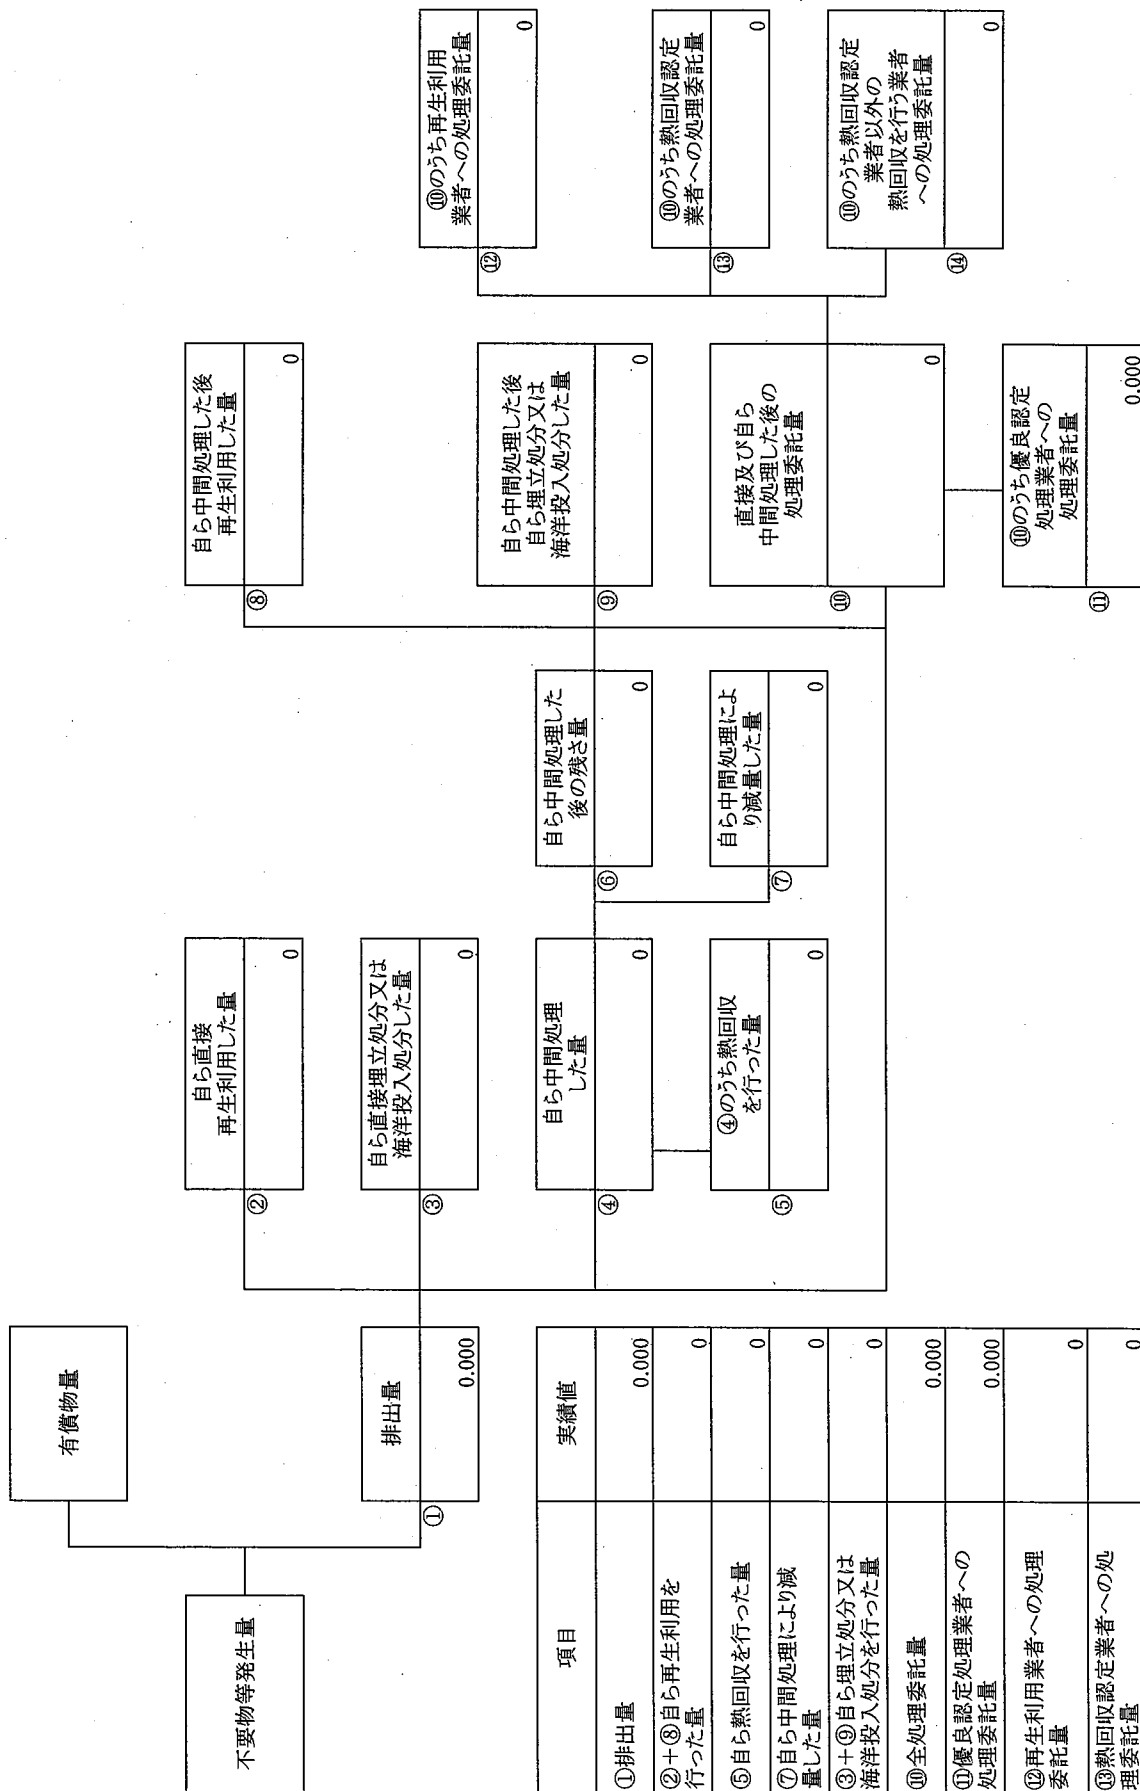 不要物等発生量
有償物量
①
排出量
0.000
②
自ら直接
再生利用した量
0
③
自ら直接埋立処分又は
海洋投入処分した量
0
④
自ら中間処理
した量
0
⑤
④のうち熱回収
を行った量
0
⑥
自ら中間処理した
後の残さ量
0
⑦
自ら中間処理によ
り減量した量
0
⑧
自ら中間処理した後
再生利用した量
0
⑨
自ら中間処理した後
自ら埋立処分又は
海洋投入処分した量
0
⑩
直接及び自ら
中間処理した後の
処理委託量
0
⑪
⑩のうち優良認定
処理業者への
処理委託量
0.000
⑫
⑩のうち再生利用
業者への処理委託量
0
⑬
⑩のうち熱回収認定
業者への処理委託量
0
⑭
⑩のうち熱回収認定
業者以外の
熱回収を行う業者
への処理委託量
0
項目 実績値
①排出量 0.000
②+⑧自ら再生利用を
行った量 0
⑤自ら熱回収を行った量 0
⑦自ら中間処理により減
量した量 0
③+⑨自ら埋立処分又は
海洋投入処分を行った量 0
⑩全処理委託量 0.000
⑪優良認定処理業者への
処理委託量 0.000
⑫再生利用業者への処理
委託量 0
⑬熱回収認定業者への処
理委託量 0